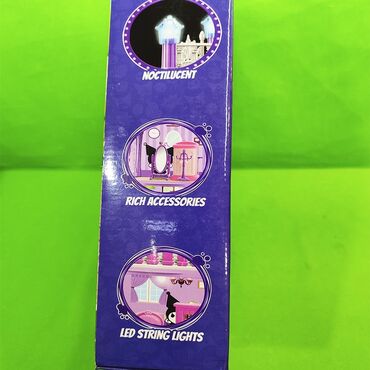 NOCTILUCENT
RICH ACCESSORIES
LED STRING LIGHTS